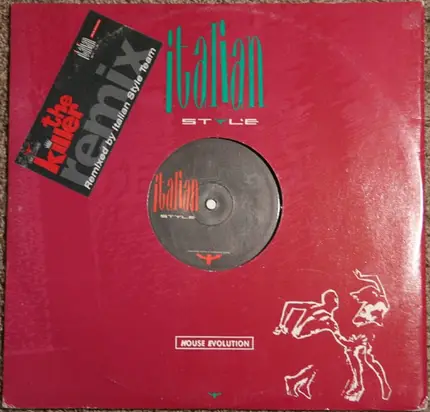 italian
STYLE
the
killer
remix
Remixed by Italian Style Team
italian
STYLE
HOUSE EVOLUTION